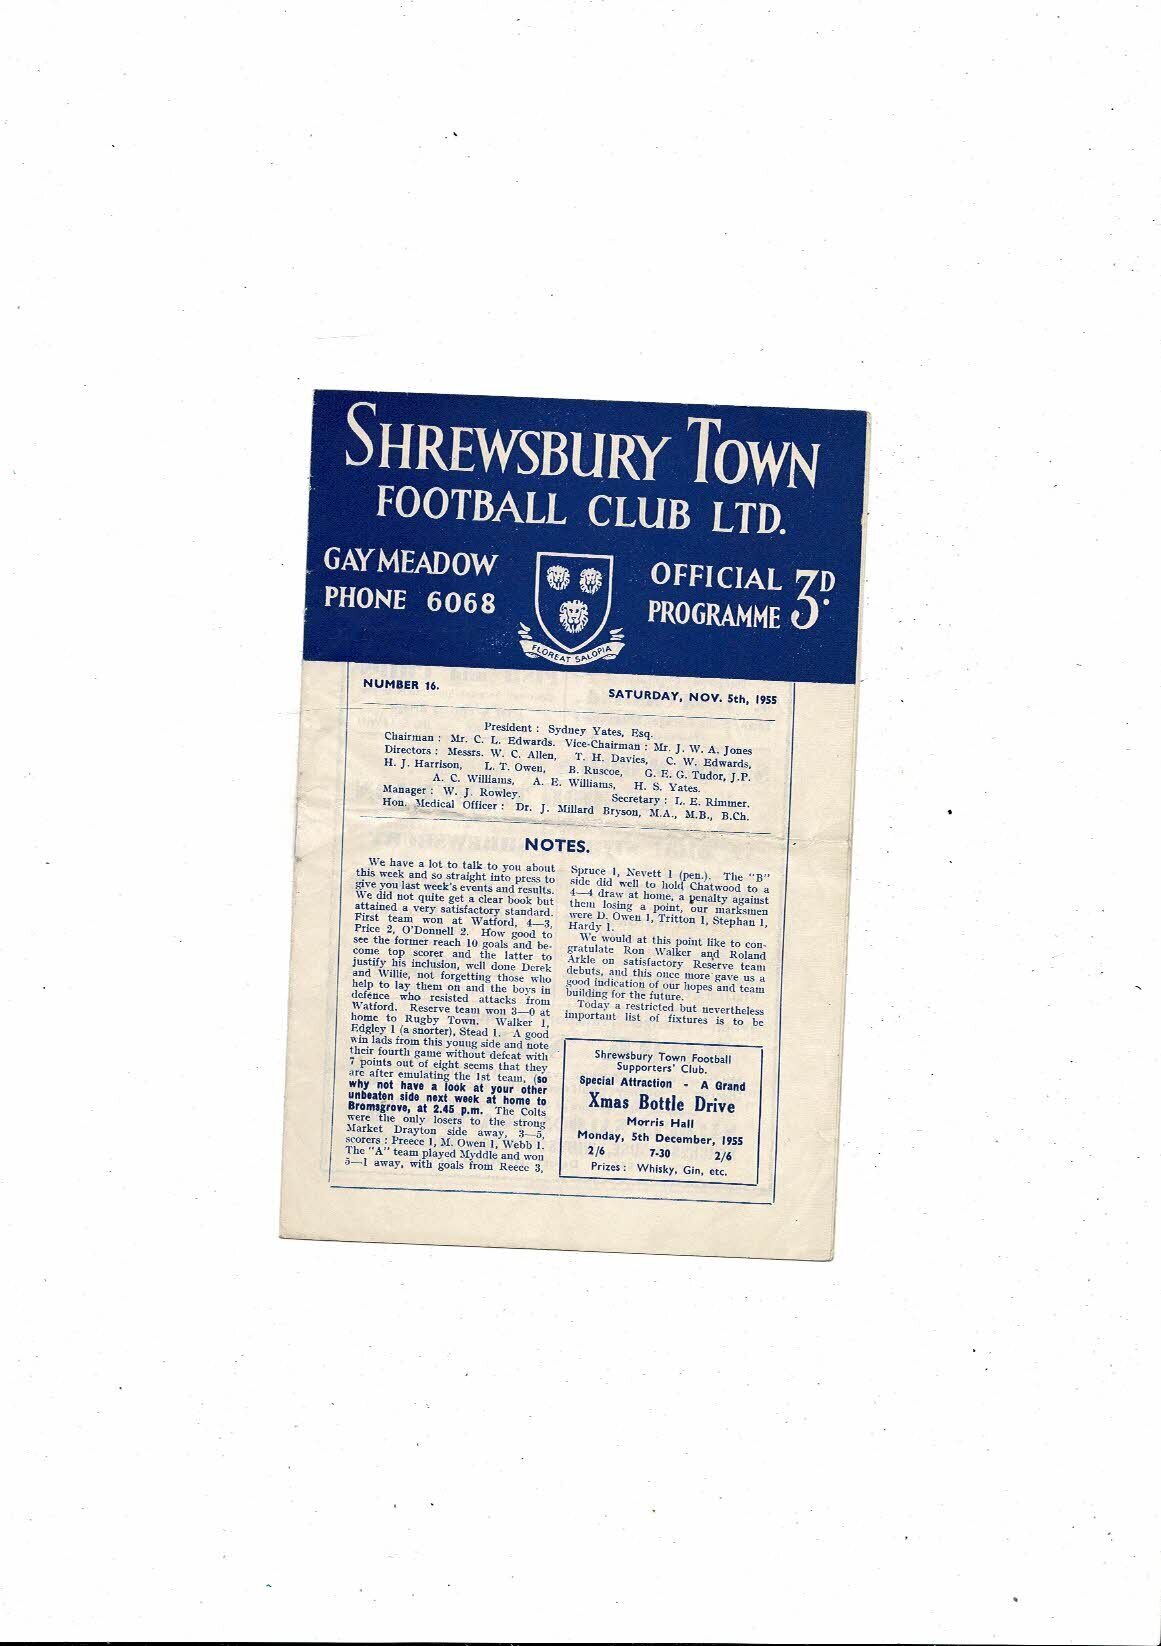 SHREWSBURY TOWN
FOOTBALL CLUB LTD.
GAY MEADOW
PHONE 6068
OFFICIAL
PROGRAMME
3D.
FLOREAT SALOPIA
NUMBER 16.
SATURDAY, NOV. 5th, 1955
President : Sydney Yates, Esq.
Chairman : Mr. C. L. Edwards. Vice-Chairman : Mr. J. W. A. Jones
Directors : Messrs. W. C. Allen, T. H. Davies, C. W. Edwards,
H. J. Harrison, L. T. Owen, B. Ruscoe, G. E. G. Tudor, J.P.
A. C. Williams, A. E. Williams, H. S. Yates.
Manager : W. J. Rowley. Secretary : L. E. Rimmer.
Hon. Medical Officer : Dr. J. Millard Bryson, M.A., M.B., B.Ch.
NOTES.
We have a lot to talk to you about
this week and so straight into press to
give you last week's events and results.
We did not quite get a clear book but
attained a very satisfactory standard.
First team won at Watford, 4—3,
Price 2, O'Donnell 2. How good to
see the former reach 10 goals and be-
come top scorer and the latter to
justify his inclusion, well done Derek
and Willie, not forgetting those who
help to lay them on and the boys in
defence who resisted attacks from
Watford. Reserve team won 3—0 at
home to Rugby Town. Walker 1,
Edgley 1 (a snorter), Stead 1. A good
win lads from this young side and note
their fourth game without defeat with
7 points out of eight seems that they
are after emulating the 1st team, (so
why not have a look at your other
unbeaten side next week at home to
Bromsgrove, at 2.45 p.m. The Colts
were the only losers to the strong
Market Drayton side away, 3—5,
scorers : Preece 1, M. Owen 1, Webb 1.
The "A" team played Myddle and won
5—1 away, with goals from Reece 3,
Spruce 1, Nevett 1 (pen.). The "B"
side did well to hold Chatwood to a
4—4 draw at home, a penalty against
them losing a point, our marksmen
were D. Owen 1, Tritton 1, Stephan 1,
Hardy 1.
We would at this point like to con-
gratulate Ron Walker and Roland
Arkle on satisfactory Reserve team
debuts, and this once more gave us a
good indication of our hopes and team
building for the future.
Today a restricted but nevertheless
important list of fixtures is to be
Shrewsbury Town Football
Supporters' Club.
Special Attraction - A Grand
Xmas Bottle Drive
Morris Hall
Monday, 5th December, 1955
2/6 7-30 2/6
Prizes : Whisky, Gin, etc.